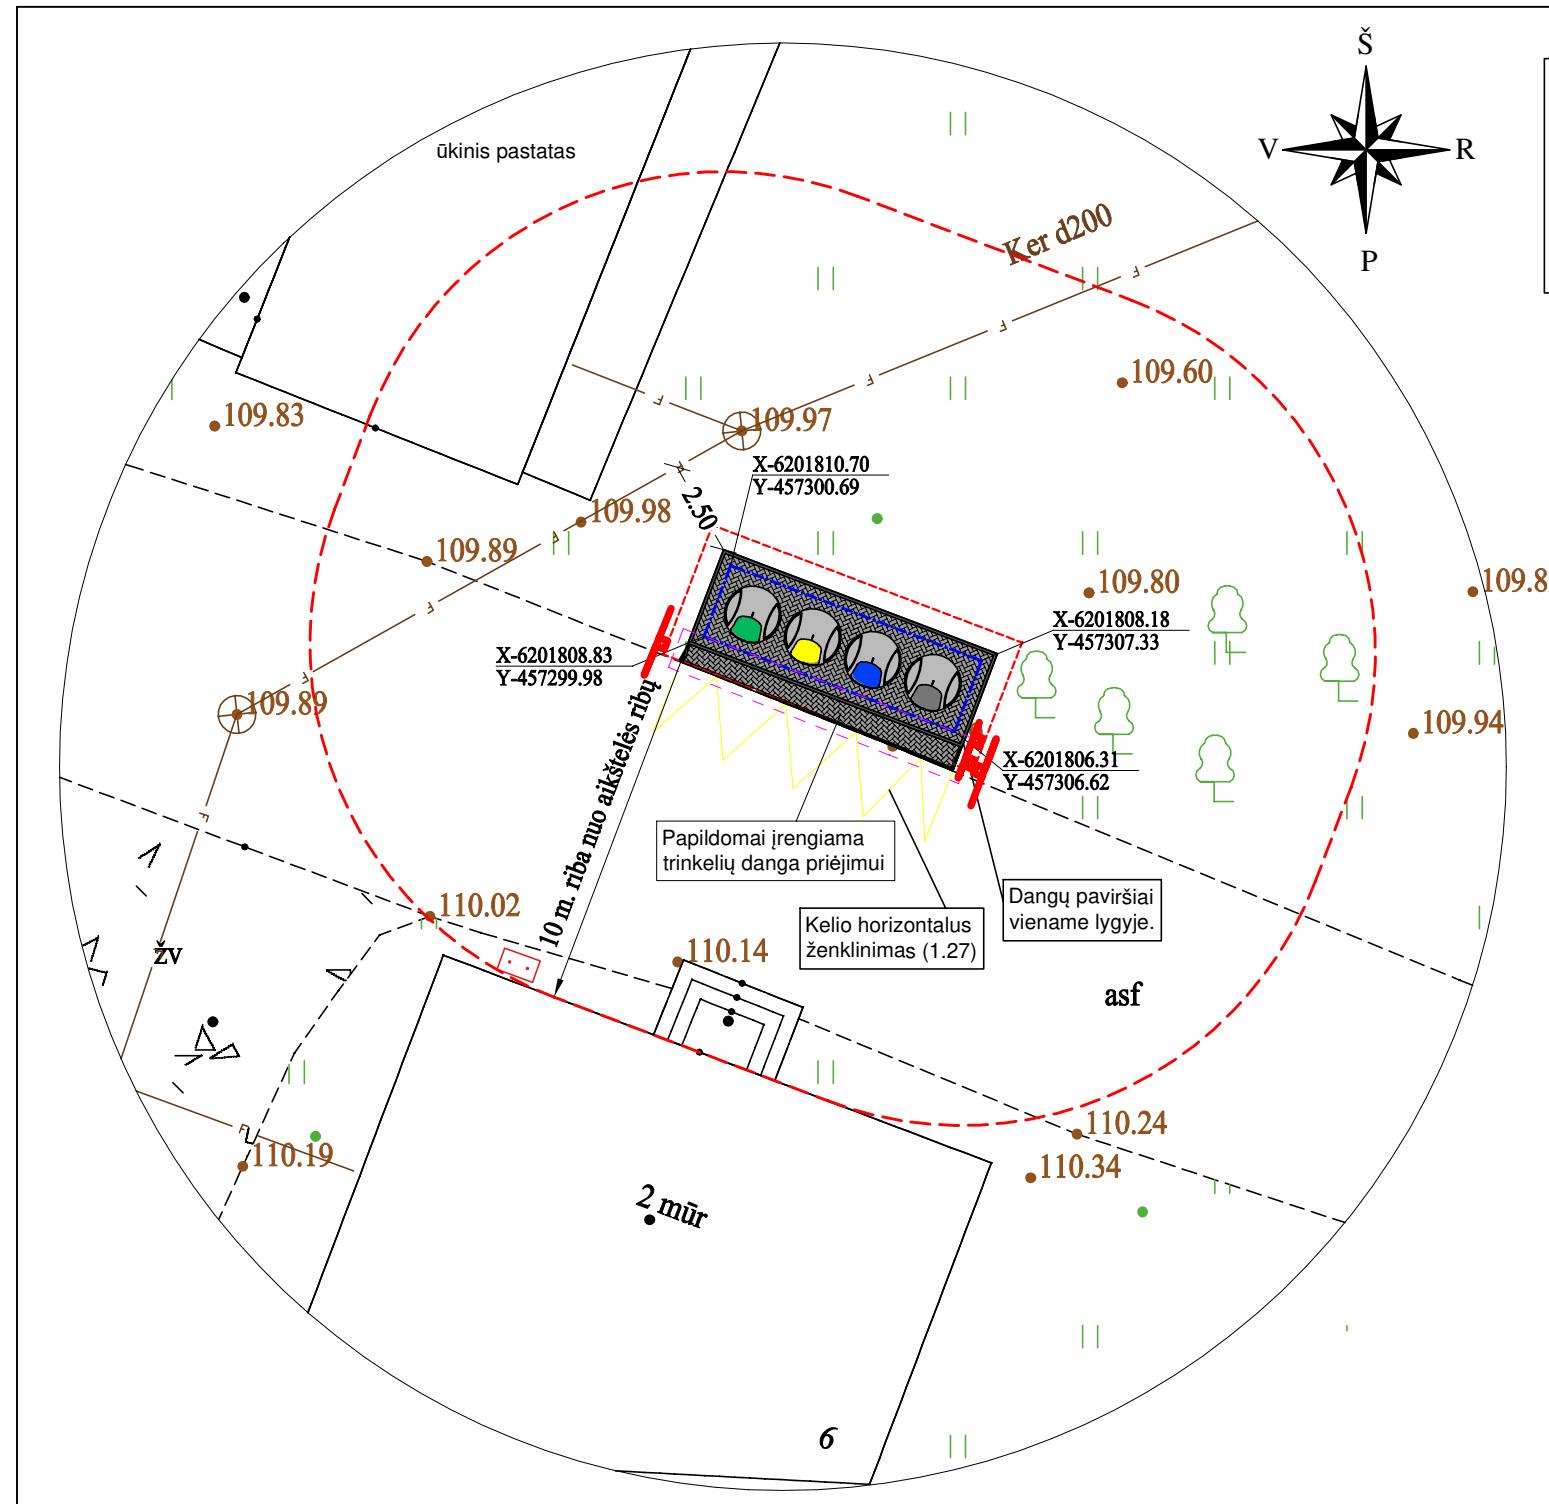 Š
V
R
P
ūkinis pastatas
Ker d200
109.60
109.83
109.97
X-6201810.70
Y-457300.69
2.50
109.98
109.89
109.80
109.8
X-6201808.18
Y-457307.33
X-6201808.83
Y-457299.98
109.89
109.94
X-6201806.31
Y-457306.62
10 m. riba nuo aikštelės ribų
Papildomai įrengiama
trinkelių danga priėjimui
Dangų paviršiai
viename lygyje.
Kelio horizontalus
ženklinimas (1.27)
110.02
110.14
žv
asf
110.24
110.19
110.34
2 mūr
6
F
F
F
F
F
F
F
F
F
F